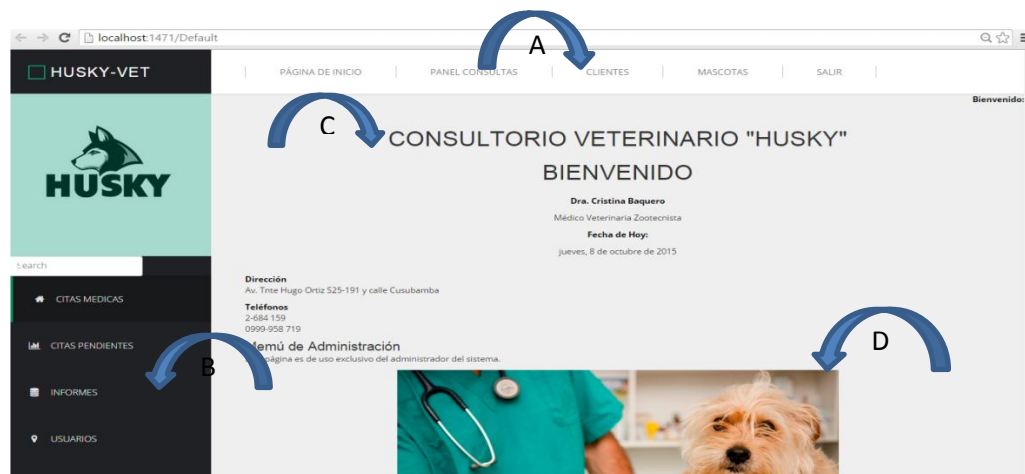 localhost:1471/Default
A
HUSKY-VET
PÁGINA DE INICIO
PANEL CONSULTAS
CLIENTES
MASCOTAS
SALIR
Bienvenido:
C
CONSULTORIO VETERINARIO "HUSKY"
BIENVENIDO
HUSKY
Dra. Cristina Baquero
Médico Veterinaria Zootecnista
Fecha de Hoy:
jueves, 8 de octubre de 2015
Search
Dirección
Av. Tnte Hugo Ortiz S25-191 y calle Cusubamba
Teléfonos
2-684 159
0999-958 719
Menú de Administración
página es de uso exclusivo del administrador del sistema.
CITAS MEDICAS
CITAS PENDIENTES
B
INFORMES
USUARIOS
D